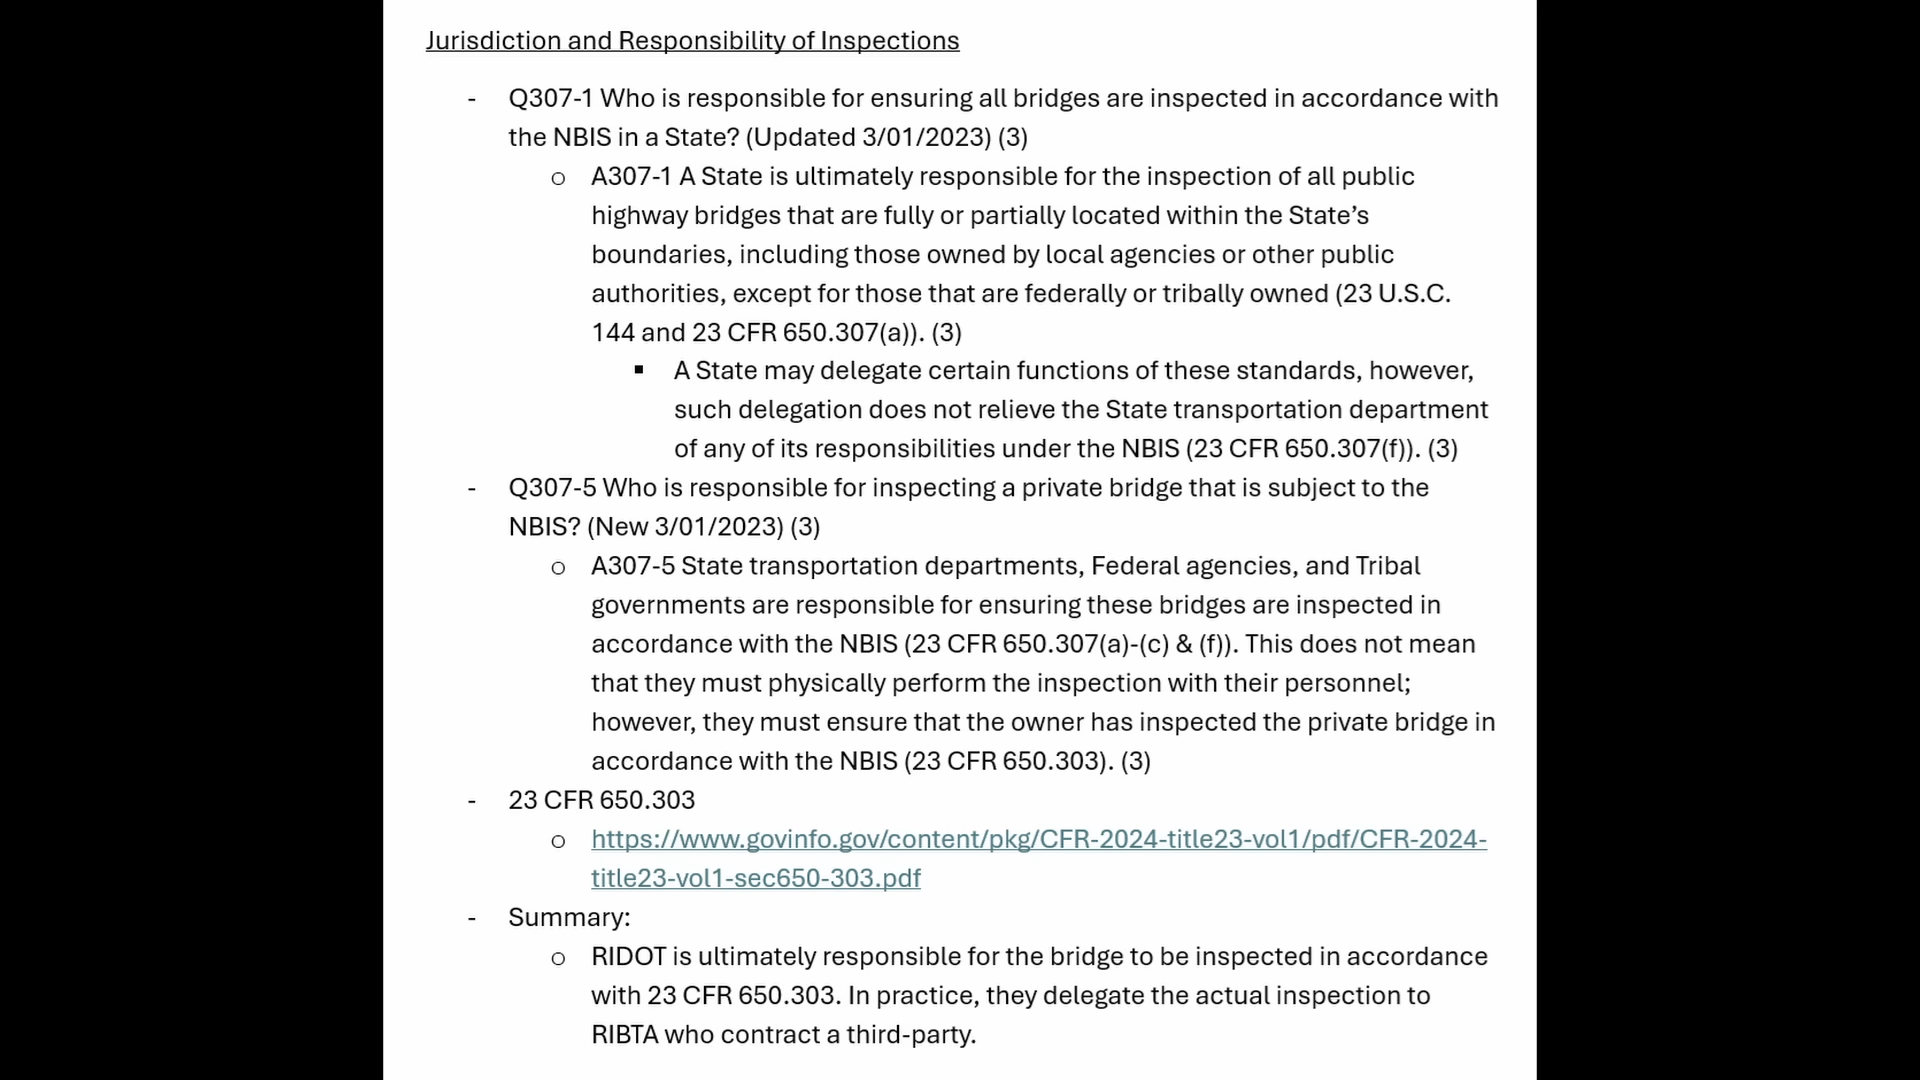 Jurisdiction and Responsibility of Inspections
- Q307-1 Who is responsible for ensuring all bridges are inspected in accordance with
the NBIS in a State? (Updated 3/01/2023) (3)
o A307-1 A State is ultimately responsible for the inspection of all public
highway bridges that are fully or partially located within the State’s
boundaries, including those owned by local agencies or other public
authorities, except for those that are federally or tribally owned (23 U.S.C.
144 and 23 CFR 650.307(a)). (3)
▪ A State may delegate certain functions of these standards, however,
such delegation does not relieve the State transportation department
of any of its responsibilities under the NBIS (23 CFR 650.307(f)). (3)
- Q307-5 Who is responsible for inspecting a private bridge that is subject to the
NBIS? (New 3/01/2023) (3)
o A307-5 State transportation departments, Federal agencies, and Tribal
governments are responsible for ensuring these bridges are inspected in
accordance with the NBIS (23 CFR 650.307(a)-(c) & (f)). This does not mean
that they must physically perform the inspection with their personnel;
however, they must ensure that the owner has inspected the private bridge in
accordance with the NBIS (23 CFR 650.303). (3)
- 23 CFR 650.303
o https://www.govinfo.gov/content/pkg/CFR-2024-title23-vol1/pdf/CFR-2024-
title23-vol1-sec650-303.pdf
- Summary:
o RIDOT is ultimately responsible for the bridge to be inspected in accordance
with 23 CFR 650.303. In practice, they delegate the actual inspection to
RIBTA who contract a third-party.